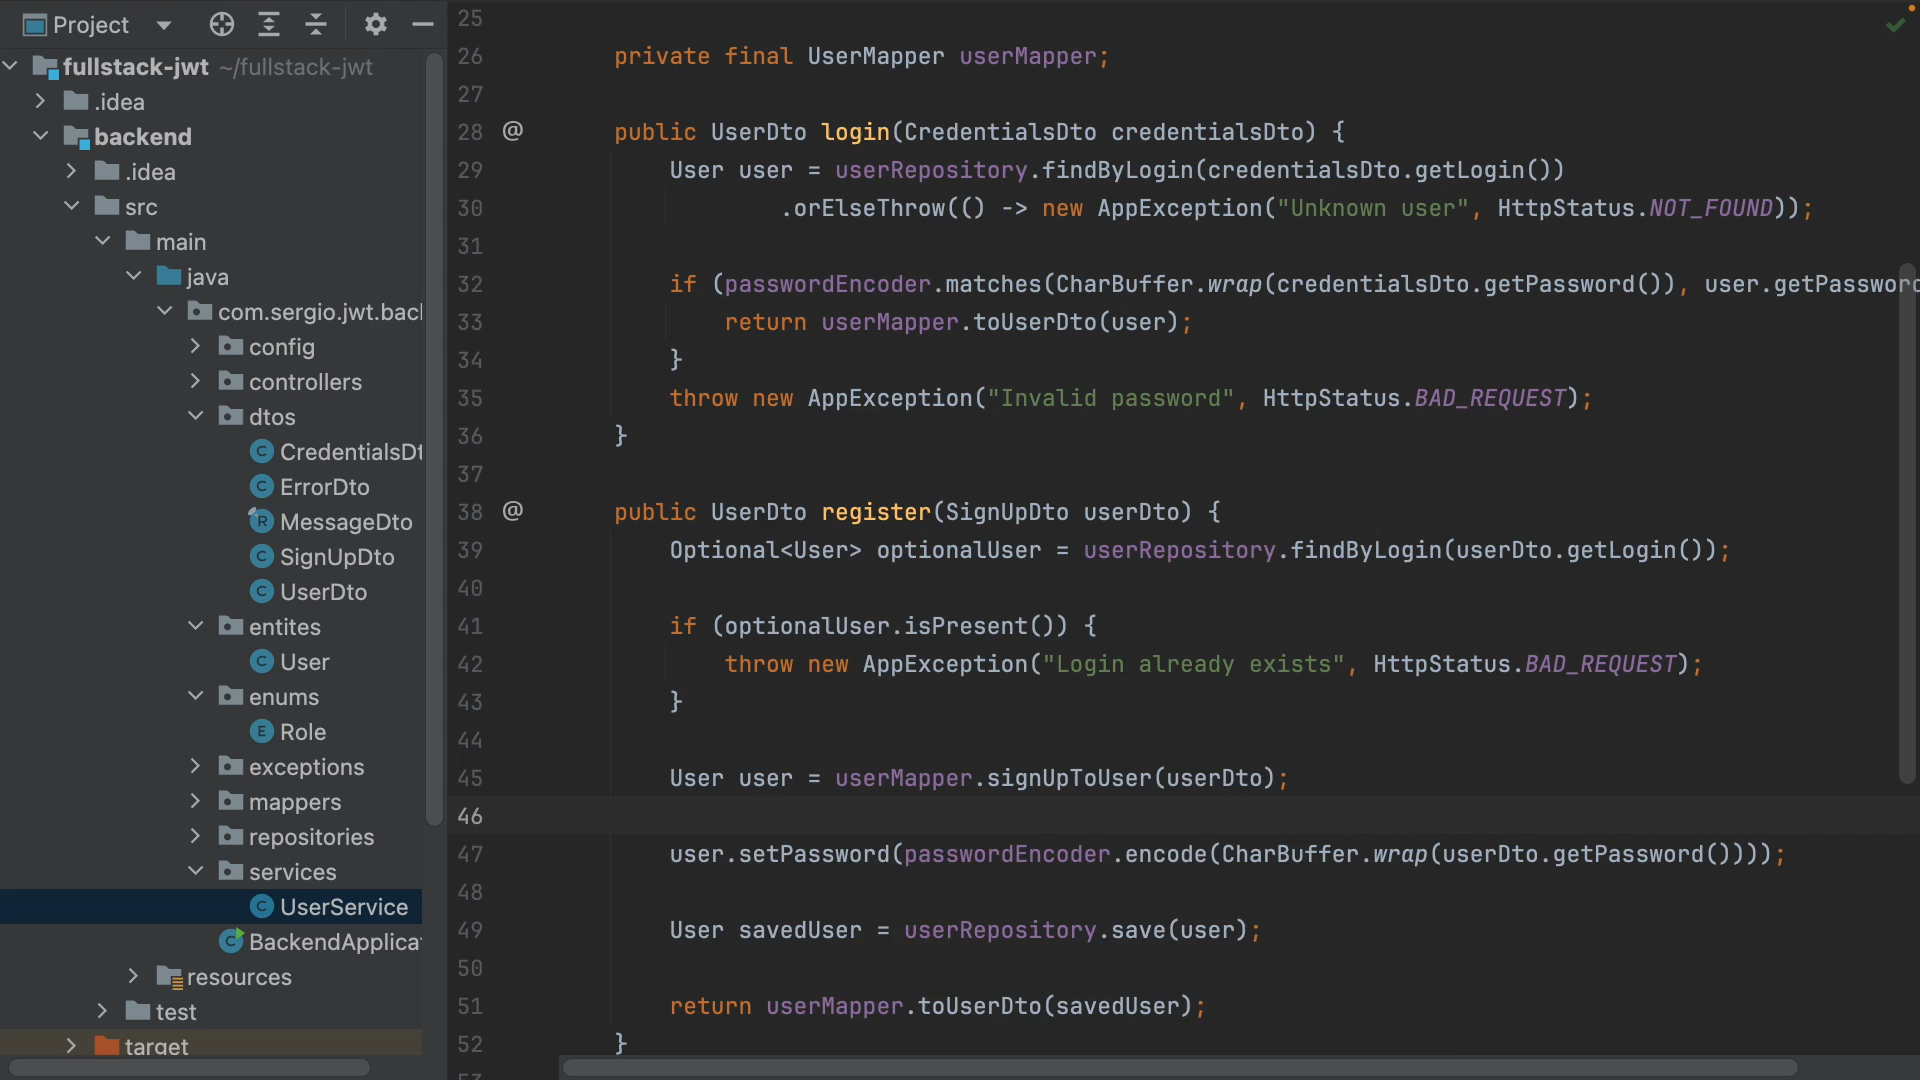 Project
fullstack-jwt ~/fullstack-jwt
.idea
backend
.idea
src
main
java
com.sergio.jwt.bac
config
controllers
dtos
CredentialsDt
ErrorDto
MessageDto
SignUpDto
UserDto
entites
User
enums
Role
exceptions
mappers
repositories
services
UserService
BackendApplica
resources
test
target
25
26 private final UserMapper userMapper;
27
28 @ public UserDto login(CredentialsDto credentialsDto) {
29 User user = userRepository.findByLogin(credentialsDto.getLogin())
30 .orElseThrow(() -> new AppException("Unknown user", HttpStatus.NOT_FOUND));
31
32 if (passwordEncoder.matches(CharBuffer.wrap(credentialsDto.getPassword()), user.getPassword
33 return userMapper.toUserDto(user);
34 }
35 throw new AppException("Invalid password", HttpStatus.BAD_REQUEST);
36 }
37
38 @ public UserDto register(SignUpDto userDto) {
39 Optional<User> optionalUser = userRepository.findByLogin(userDto.getLogin());
40
41 if (optionalUser.isPresent()) {
42 throw new AppException("Login already exists", HttpStatus.BAD_REQUEST);
43 }
44
45 User user = userMapper.signUpToUser(userDto);
46
47 user.setPassword(passwordEncoder.encode(CharBuffer.wrap(userDto.getPassword())));
48
49 User savedUser = userRepository.save(user);
50
51 return userMapper.toUserDto(savedUser);
52 }